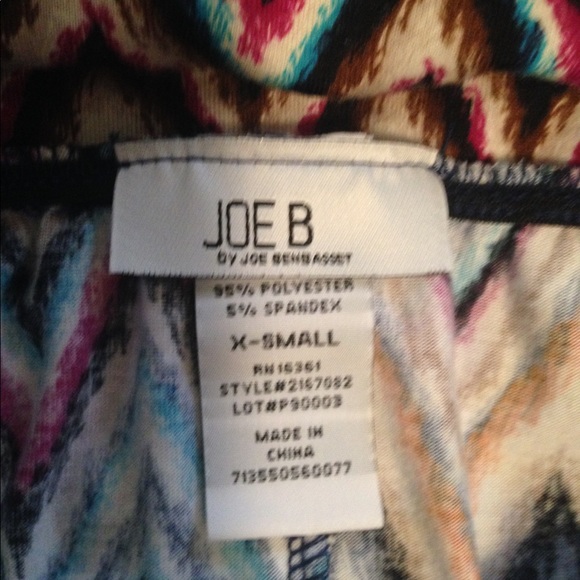 JOE B
by JOE BENBASSET
95% POLYESTER
5% SPANDEX
X-SMALL
RN16361
STYLE#2167082
LOT#P90003
MADE IN
CHINA
713550560077